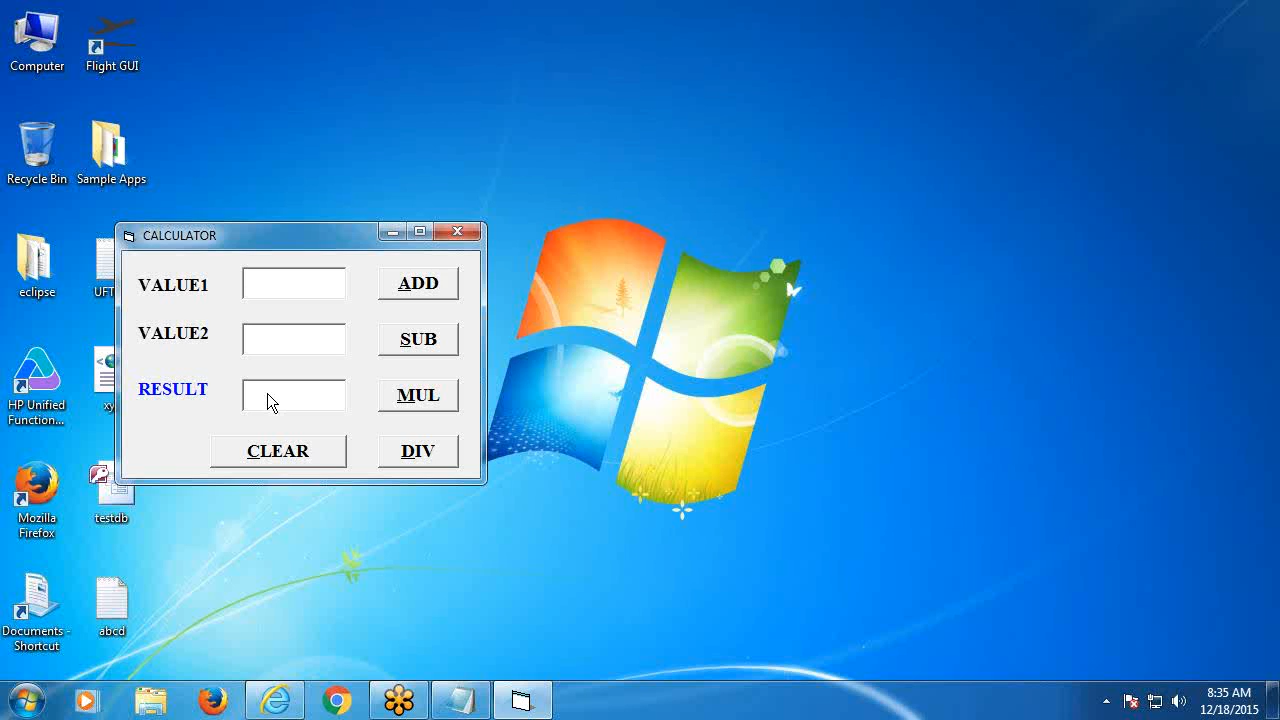 Computer
Flight GUI
Recycle Bin
Sample Apps
CALCULATOR
VALUE1
ADD
eclipse
UFT
VALUE2
SUB
RESULT
MUL
HP Unified
Function...
xy
CLEAR
DIV
Mozilla
Firefox
testdb
Documents -
Shortcut
abcd
8:35 AM
12/18/2015